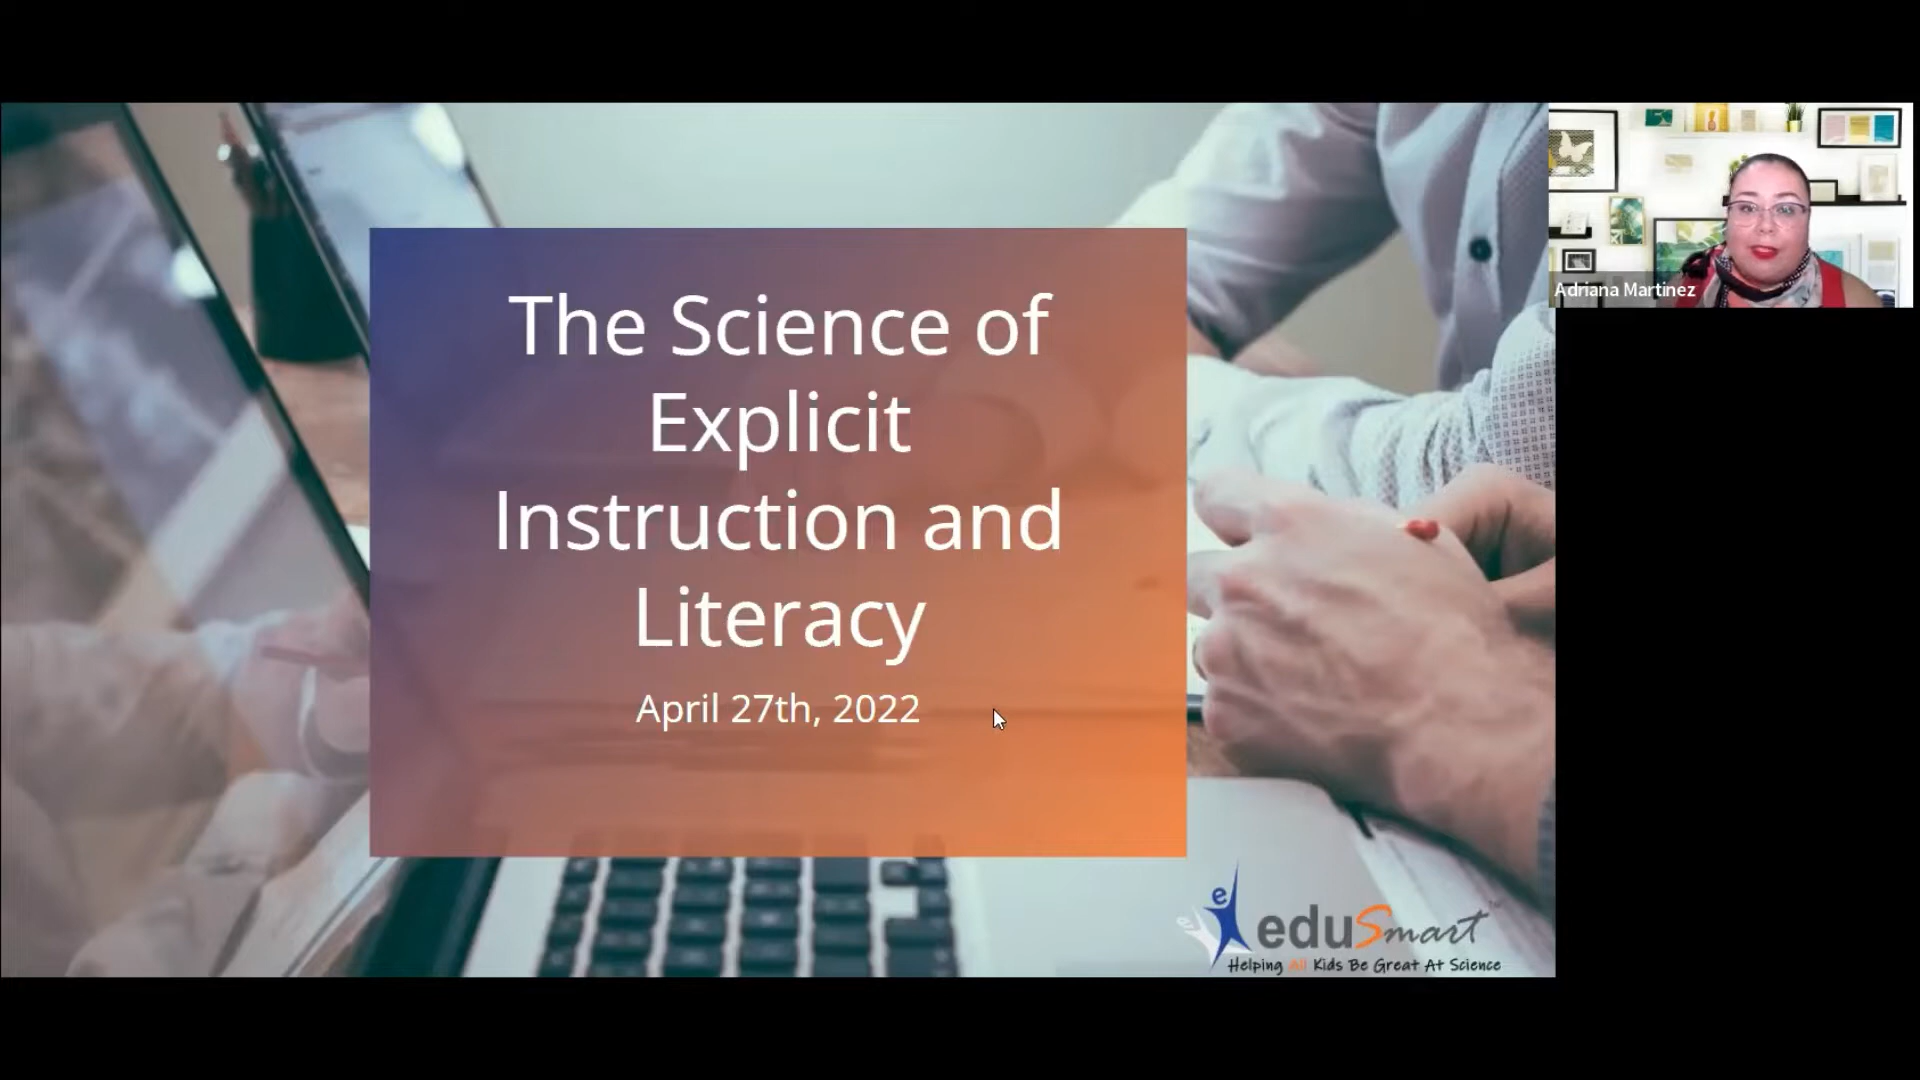 The Science of
Explicit
Instruction and
Literacy
April 27th, 2022
Adriana Martinez
eduSmart
Helping All Kids Be Great At Science